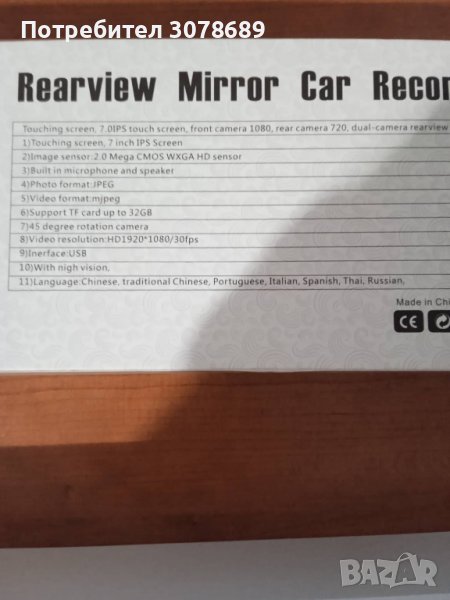 Потребител 3078689
Rearview Mirror Car Recor
Touching screen, 7.0IPS touch screen, front camera 1080, rear camera 720, dual-camera rearview
1)Touching screen, 7 inch IPS Screen
2)Image sensor:2.0 Mega CMOS WXGA HD sensor
3)Built in microphone and speaker
4)Photo format:JPEG
5)Video format:mjpeg
6)Support TF card up to 32GB
7)45 degree rotation camera
8)Video resolution:HD1920*1080/30fps
9)Inerface:USB
10)With nigh vision,
11)Language:Chinese, traditional Chinese, Portuguese, Italian, Spanish, Thai, Russian,
Made in Chi
CE
BAZAR